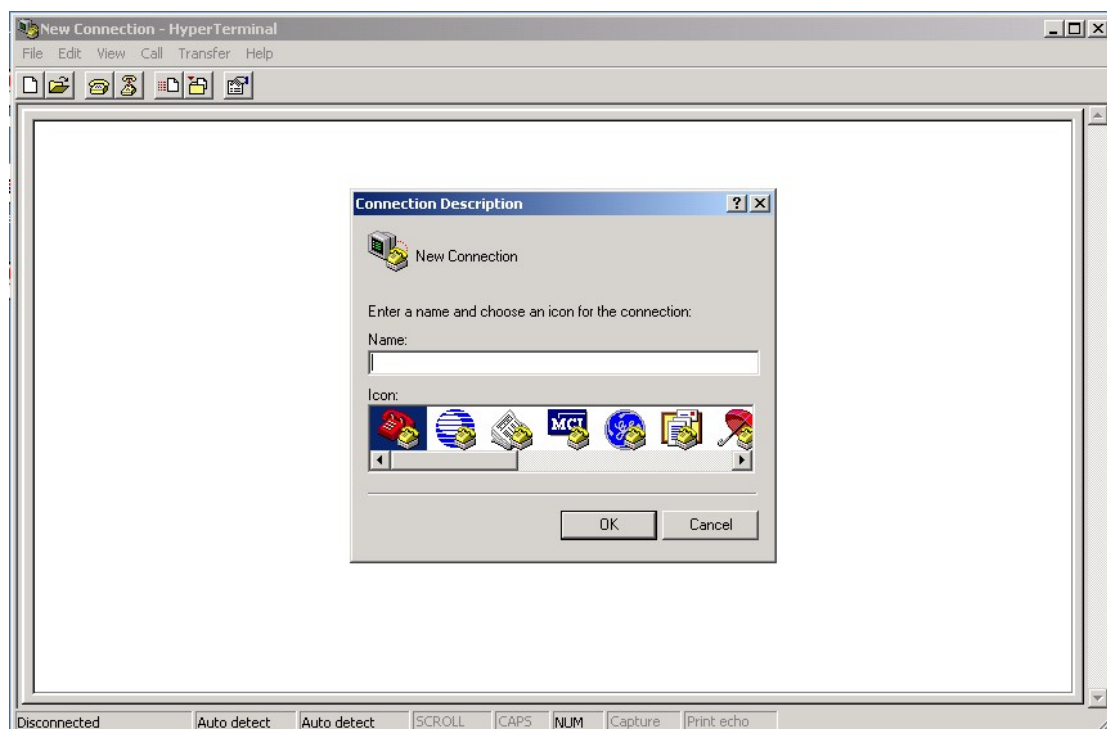 New Connection - HyperTerminal
File Edit View Call Transfer Help
Connection Description
New Connection
Enter a name and choose an icon for the connection:
Name:
Icon:
MCI
OK Cancel
Disconnected Auto detect Auto detect SCROLL CAPS NUM Capture Print echo